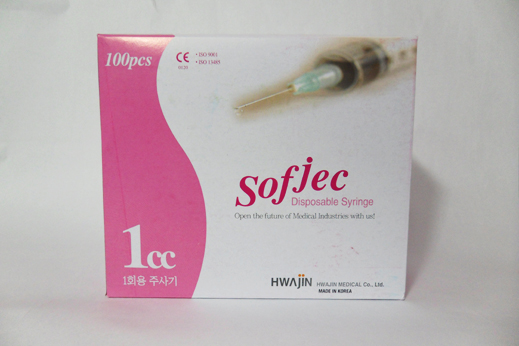 100pcs
CE
• ISO 9001
• ISO 13485
Sofjec
Disposable Syringe
Open the future of Medical Industries with us!
1cc
1회용 주사기
HWAJIN HWAJIN MEDICAL Co., LTD.
MADE IN KOREA